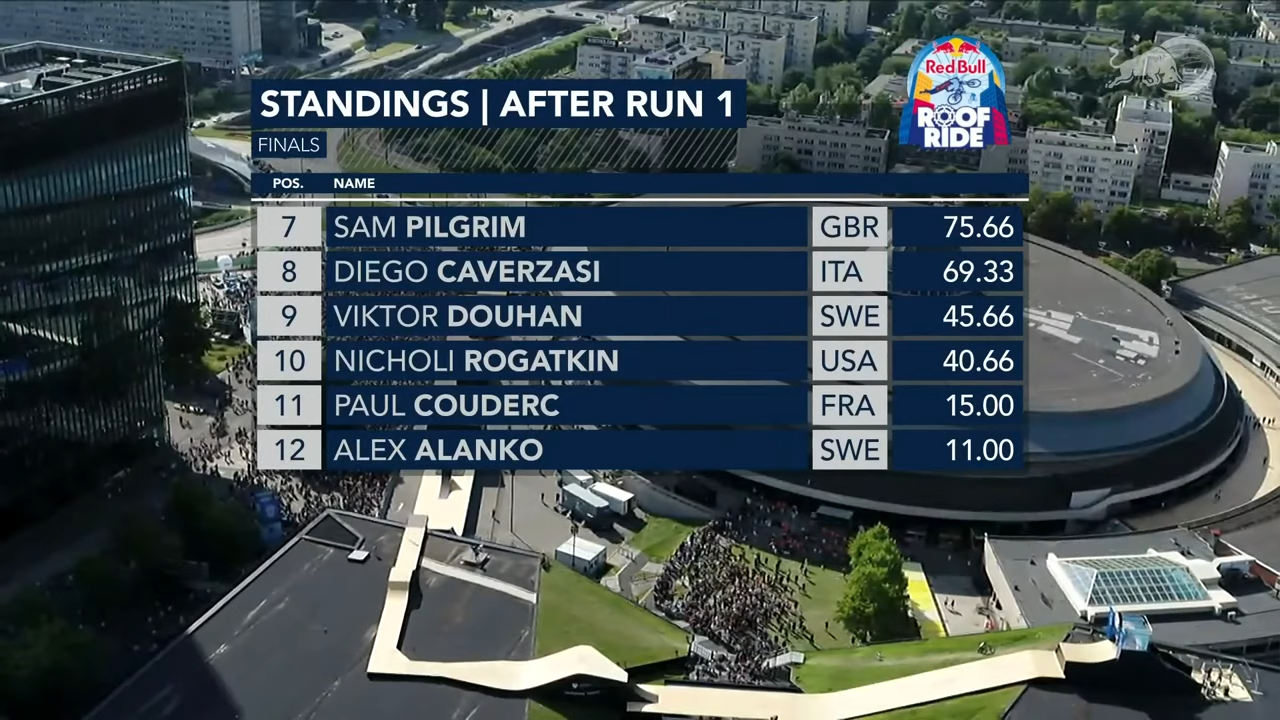 STANDINGS | AFTER RUN 1
FINALS
Red Bull
ROOF
RIDE
POS. NAME
7 SAM PILGRIM GBR 75.66
8 DIEGO CAVERZASI ITA 69.33
9 VIKTOR DOUHAN SWE 45.66
10 NICHOLI ROGATKIN USA 40.66
11 PAUL COUDERC FRA 15.00
12 ALEX ALANKO SWE 11.00